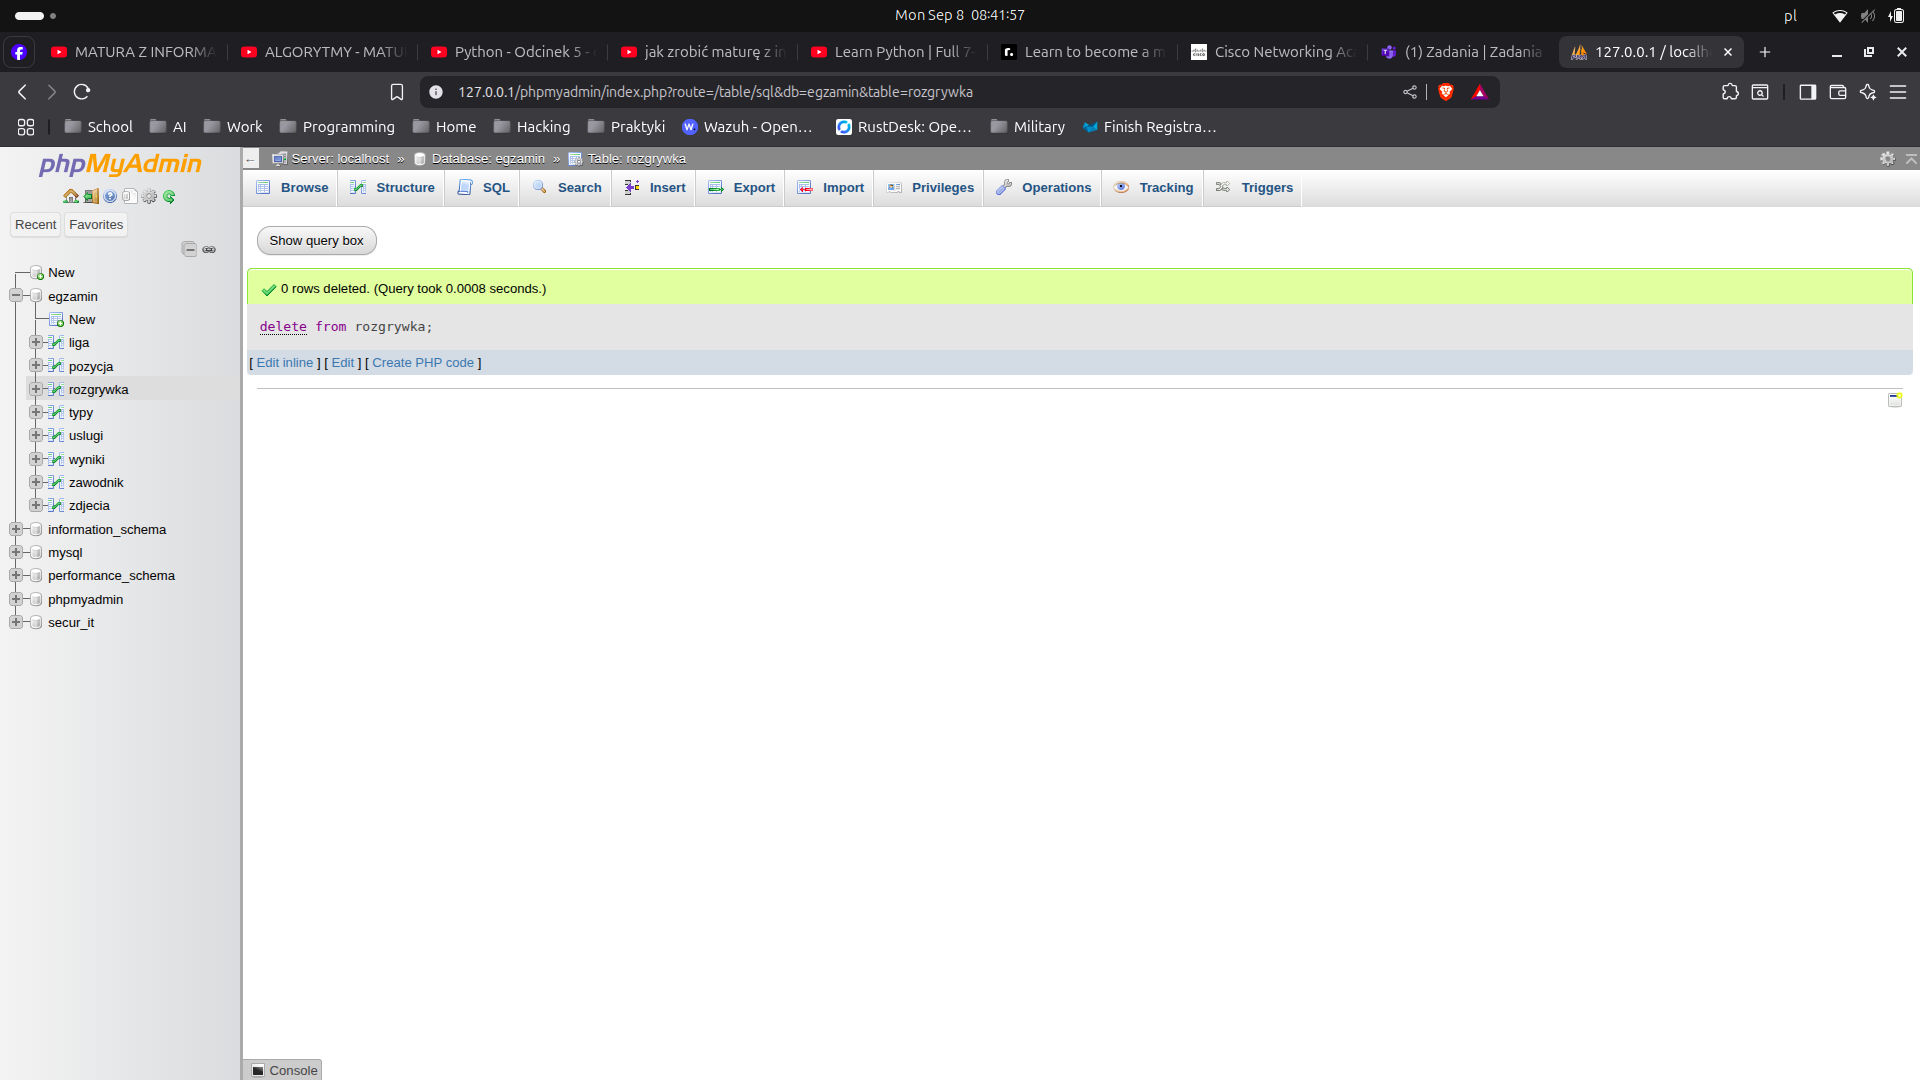 Mon Sep 8 08:41:57
pl
MATURA Z INFORMA
ALGORYTMY - MATU
Python - Odcinek 5 -
jak zrobić maturę z in
Learn Python | Full 7-
Learn to become a m
Cisco Networking Ac
(1) Zadania | Zadania
127.0.0.1 / localh
127.0.0.1/phpmyadmin/index.php?route=/table/sql&db=egzamin&table=rozgrywka
School
AI
Work
Programming
Home
Hacking
Praktyki
Wazuh - Open...
RustDesk: Ope...
Military
Finish Registra...
phpMyAdmin
Recent
Favorites
New
egzamin
New
liga
pozycja
rozgrywka
typy
uslugi
wyniki
zawodnik
zdjecia
information_schema
mysql
performance_schema
phpmyadmin
secur_it
Server: localhost » Database: egzamin » Table: rozgrywka
Browse
Structure
SQL
Search
Insert
Export
Import
Privileges
Operations
Tracking
Triggers
Show query box
0 rows deleted. (Query took 0.0008 seconds.)
delete from rozgrywka;
[ Edit inline ] [ Edit ] [ Create PHP code ]
Console